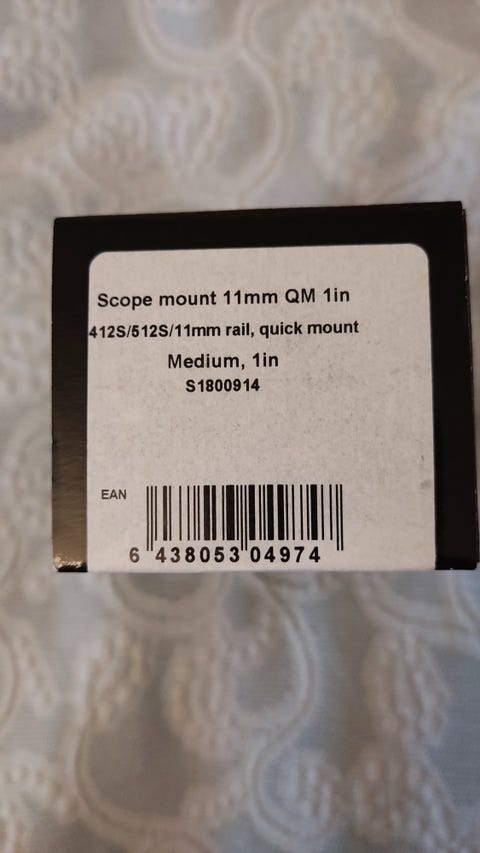 Scope mount 11mm QM 1in
412S/512S/11mm rail, quick mount
Medium, 1in
S1800914
EAN
6 438053 04974